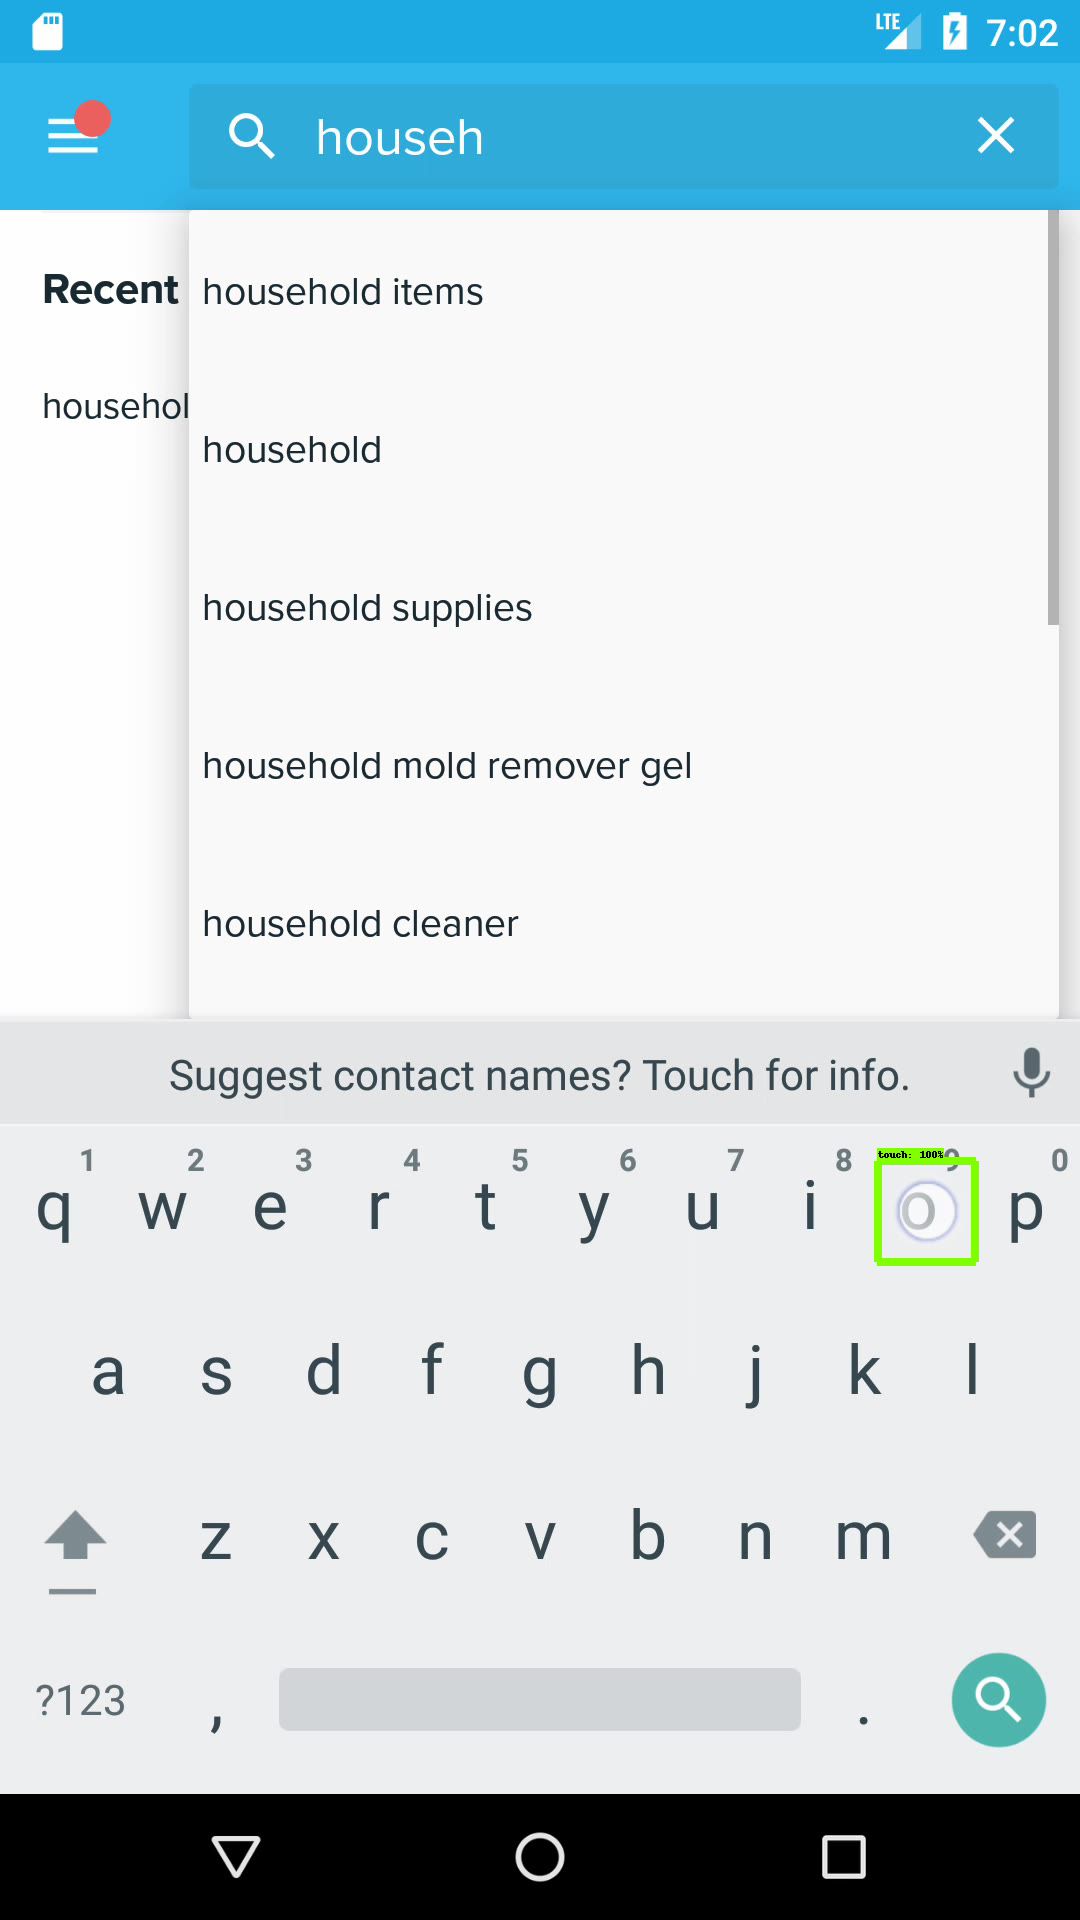 LTE 7:02
househ
Recent
househol
household items
household
household supplies
household mold remover gel
household cleaner
Suggest contact names? Touch for info.
1 2 3 4 5 6 7 8 9 0
touch: 100%
q w e r t y u i o p
a s d f g h j k l
z x c v b n m
?123 , .